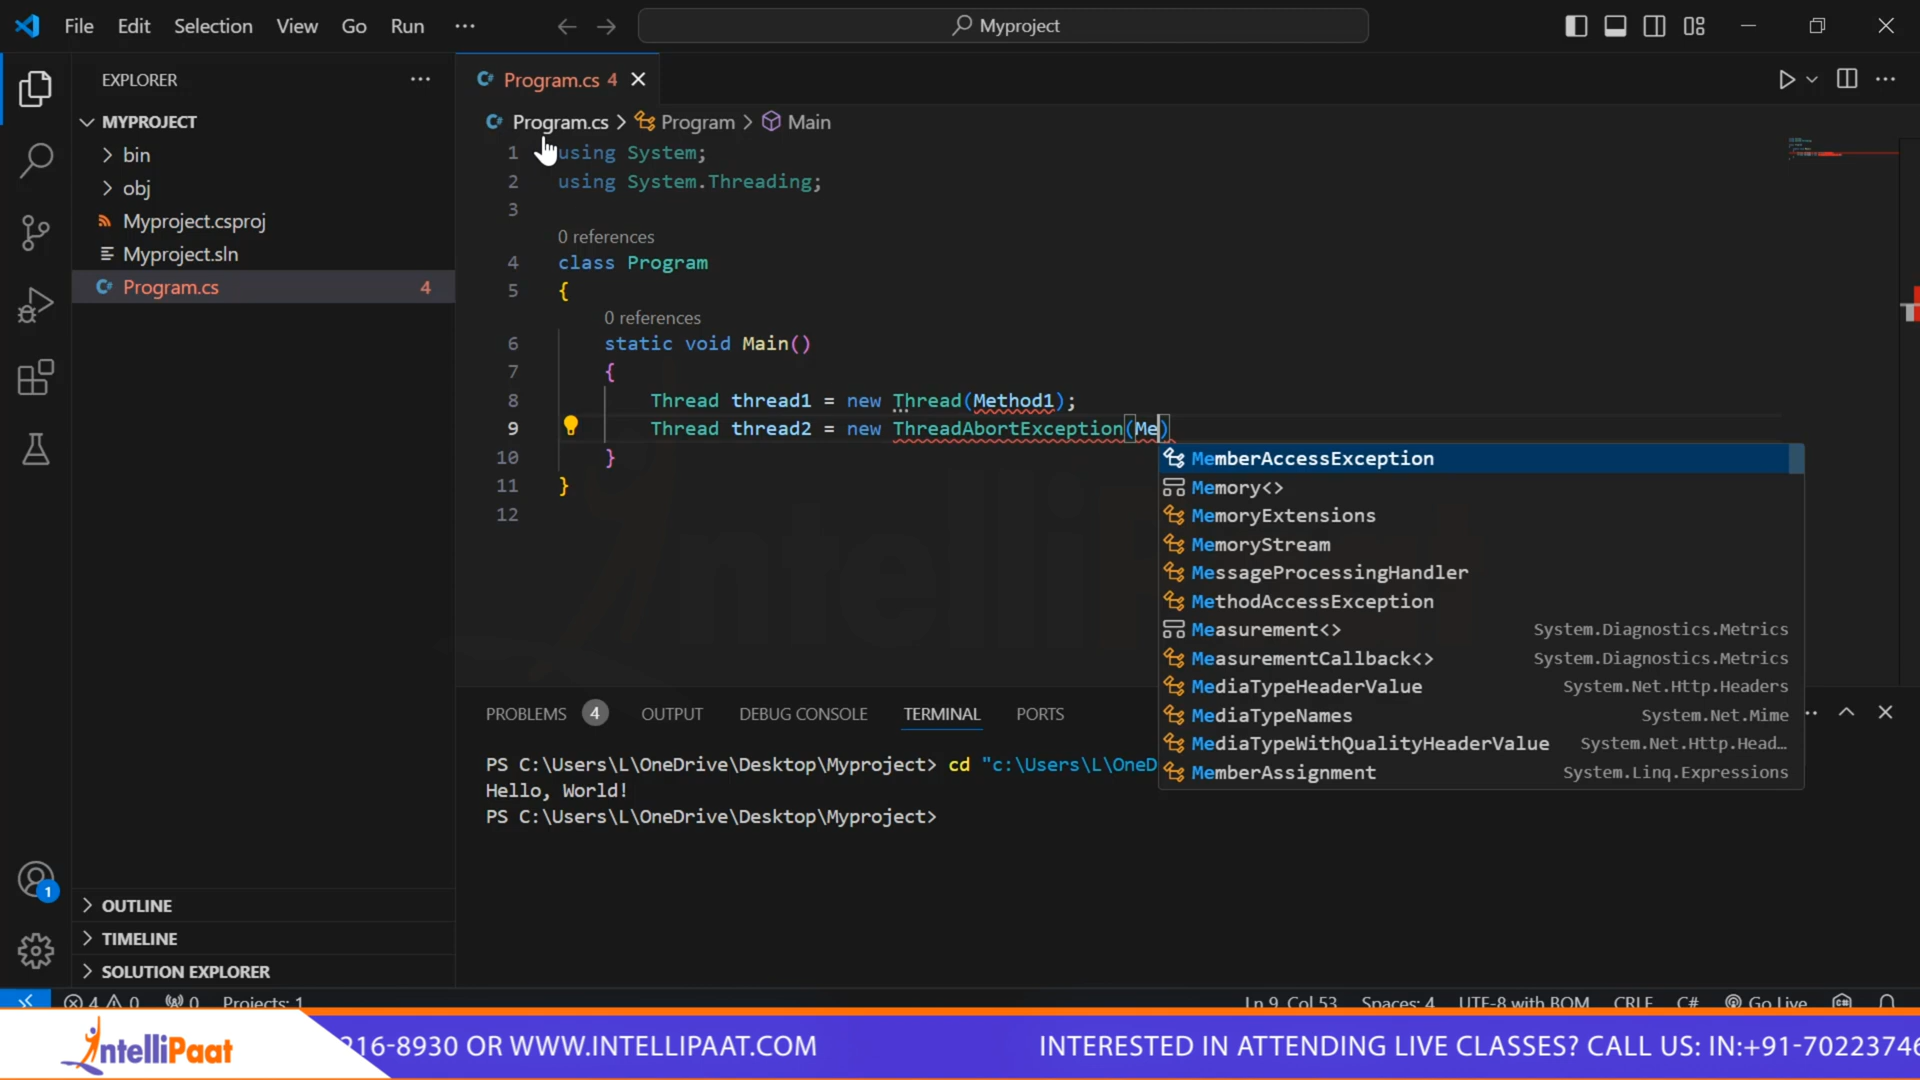 File Edit Selection View Go Run ···
Myproject
EXPLORER ···
Program.cs 4
MYPROJECT
bin
obj
Myproject.csproj
Myproject.sln
Program.cs 4
Program.cs > Program > Main
1 using System;
2 using System.Threading;
3
0 references
4 class Program
5 {
0 references
6 static void Main()
7 {
8 Thread thread1 = new Thread(Method1);
9 Thread thread2 = new ThreadAbortException(Me)
10 }
11 }
12
MemberAccessException
Memory<>
MemoryExtensions
MemoryStream
MessageProcessingHandler
MethodAccessException
Measurement<> System.Diagnostics.Metrics
MeasurementCallback<> System.Diagnostics.Metrics
MediaTypeHeaderValue System.Net.Http.Headers
MediaTypeNames System.Net.Mime
MediaTypeWithQualityHeaderValue System.Net.Http.Head…
MemberAssignment System.Linq.Expressions
PROBLEMS 4 OUTPUT DEBUG CONSOLE TERMINAL PORTS
PS C:\Users\L\OneDrive\Desktop\Myproject> cd "c:\Users\L\OneD
Hello, World!
PS C:\Users\L\OneDrive\Desktop\Myproject>
1
OUTLINE
TIMELINE
SOLUTION EXPLORER
4 0 0 Projects: 1 Ln 9, Col 53 Spaces: 4 UTF-8 with BOM CRLF C# Go Live
IntelliPaat
216-8930 OR WWW.INTELLIPAAT.COM INTERESTED IN ATTENDING LIVE CLASSES? CALL US: IN:+91-7022374